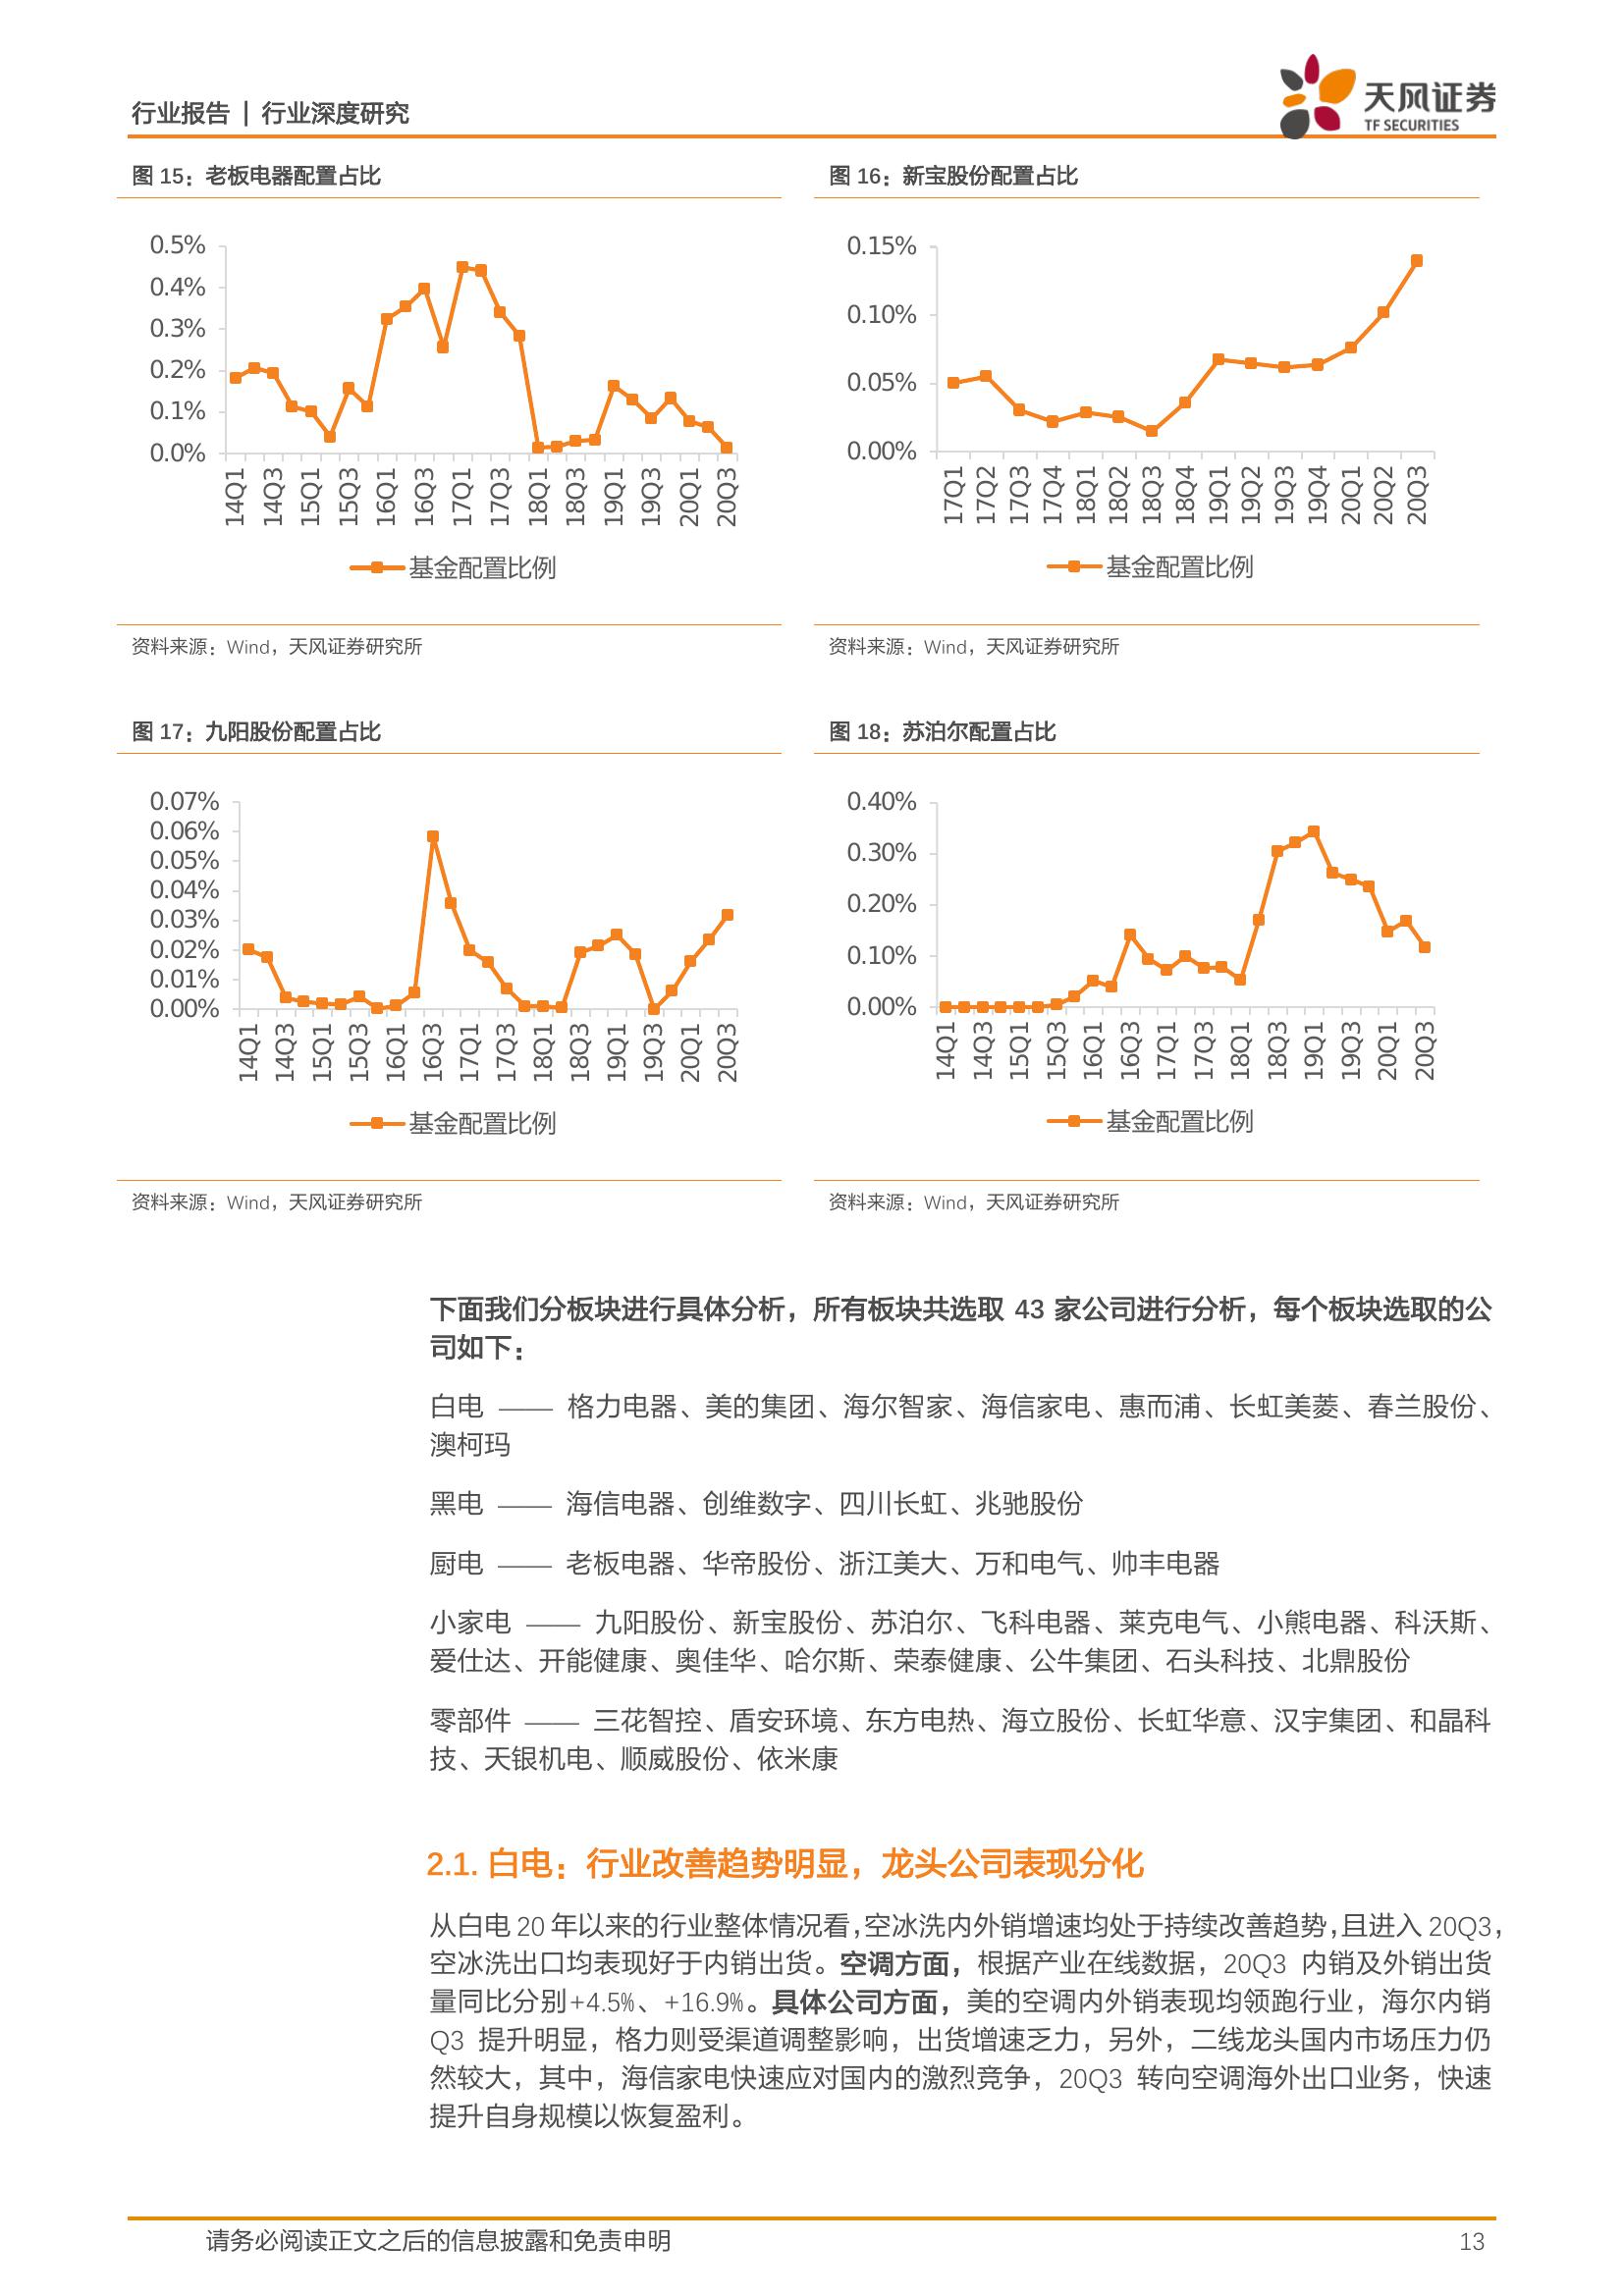 行业报告 | 行业深度研究
天风证券
TF SECURITIES
图 15：老板电器配置占比
0.5%
0.4%
0.3%
0.2%
0.1%
0.0%
14Q1 14Q3 15Q1 15Q3 16Q1 16Q3 17Q1 17Q3 18Q1 18Q3 19Q1 19Q3 20Q1 20Q3
基金配置比例
资料来源：Wind，天风证券研究所
图 16：新宝股份配置占比
0.15%
0.10%
0.05%
0.00%
17Q1 17Q2 17Q3 17Q4 18Q1 18Q2 18Q3 18Q4 19Q1 19Q2 19Q3 19Q4 20Q1 20Q2 20Q3
基金配置比例
资料来源：Wind，天风证券研究所
图 17：九阳股份配置占比
0.07%
0.06%
0.05%
0.04%
0.03%
0.02%
0.01%
0.00%
14Q1 14Q3 15Q1 15Q3 16Q1 16Q3 17Q1 17Q3 18Q1 18Q3 19Q1 19Q3 20Q1 20Q3
基金配置比例
资料来源：Wind，天风证券研究所
图 18：苏泊尔配置占比
0.40%
0.30%
0.20%
0.10%
0.00%
14Q1 14Q3 15Q1 15Q3 16Q1 16Q3 17Q1 17Q3 18Q1 18Q3 19Q1 19Q3 20Q1 20Q3
基金配置比例
资料来源：Wind，天风证券研究所
下面我们分板块进行具体分析，所有板块共选取 43 家公司进行分析，每个板块选取的公
司如下：
白电 —— 格力电器、美的集团、海尔智家、海信家电、惠而浦、长虹美菱、春兰股份、
澳柯玛
黑电 —— 海信电器、创维数字、四川长虹、兆驰股份
厨电 —— 老板电器、华帝股份、浙江美大、万和电气、帅丰电器
小家电 —— 九阳股份、新宝股份、苏泊尔、飞科电器、莱克电气、小熊电器、科沃斯、
爱仕达、开能健康、奥佳华、哈尔斯、荣泰健康、公牛集团、石头科技、北鼎股份
零部件 —— 三花智控、盾安环境、东方电热、海立股份、长虹华意、汉宇集团、和晶科
技、天银机电、顺威股份、依米康
2.1. 白电：行业改善趋势明显，龙头公司表现分化
从白电 20 年以来的行业整体情况看，空冰洗内外销增速均处于持续改善趋势，且进入 20Q3，
空冰洗出口均表现好于内销出货。空调方面，根据产业在线数据，20Q3 内销及外销出货
量同比分别+4.5%、+16.9%。具体公司方面，美的空调内外销表现均领跑行业，海尔内销
Q3 提升明显，格力则受渠道调整影响，出货增速乏力，另外，二线龙头国内市场压力仍
然较大，其中，海信家电快速应对国内的激烈竞争，20Q3 转向空调海外出口业务，快速
提升自身规模以恢复盈利。
请务必阅读正文之后的信息披露和免责申明
13